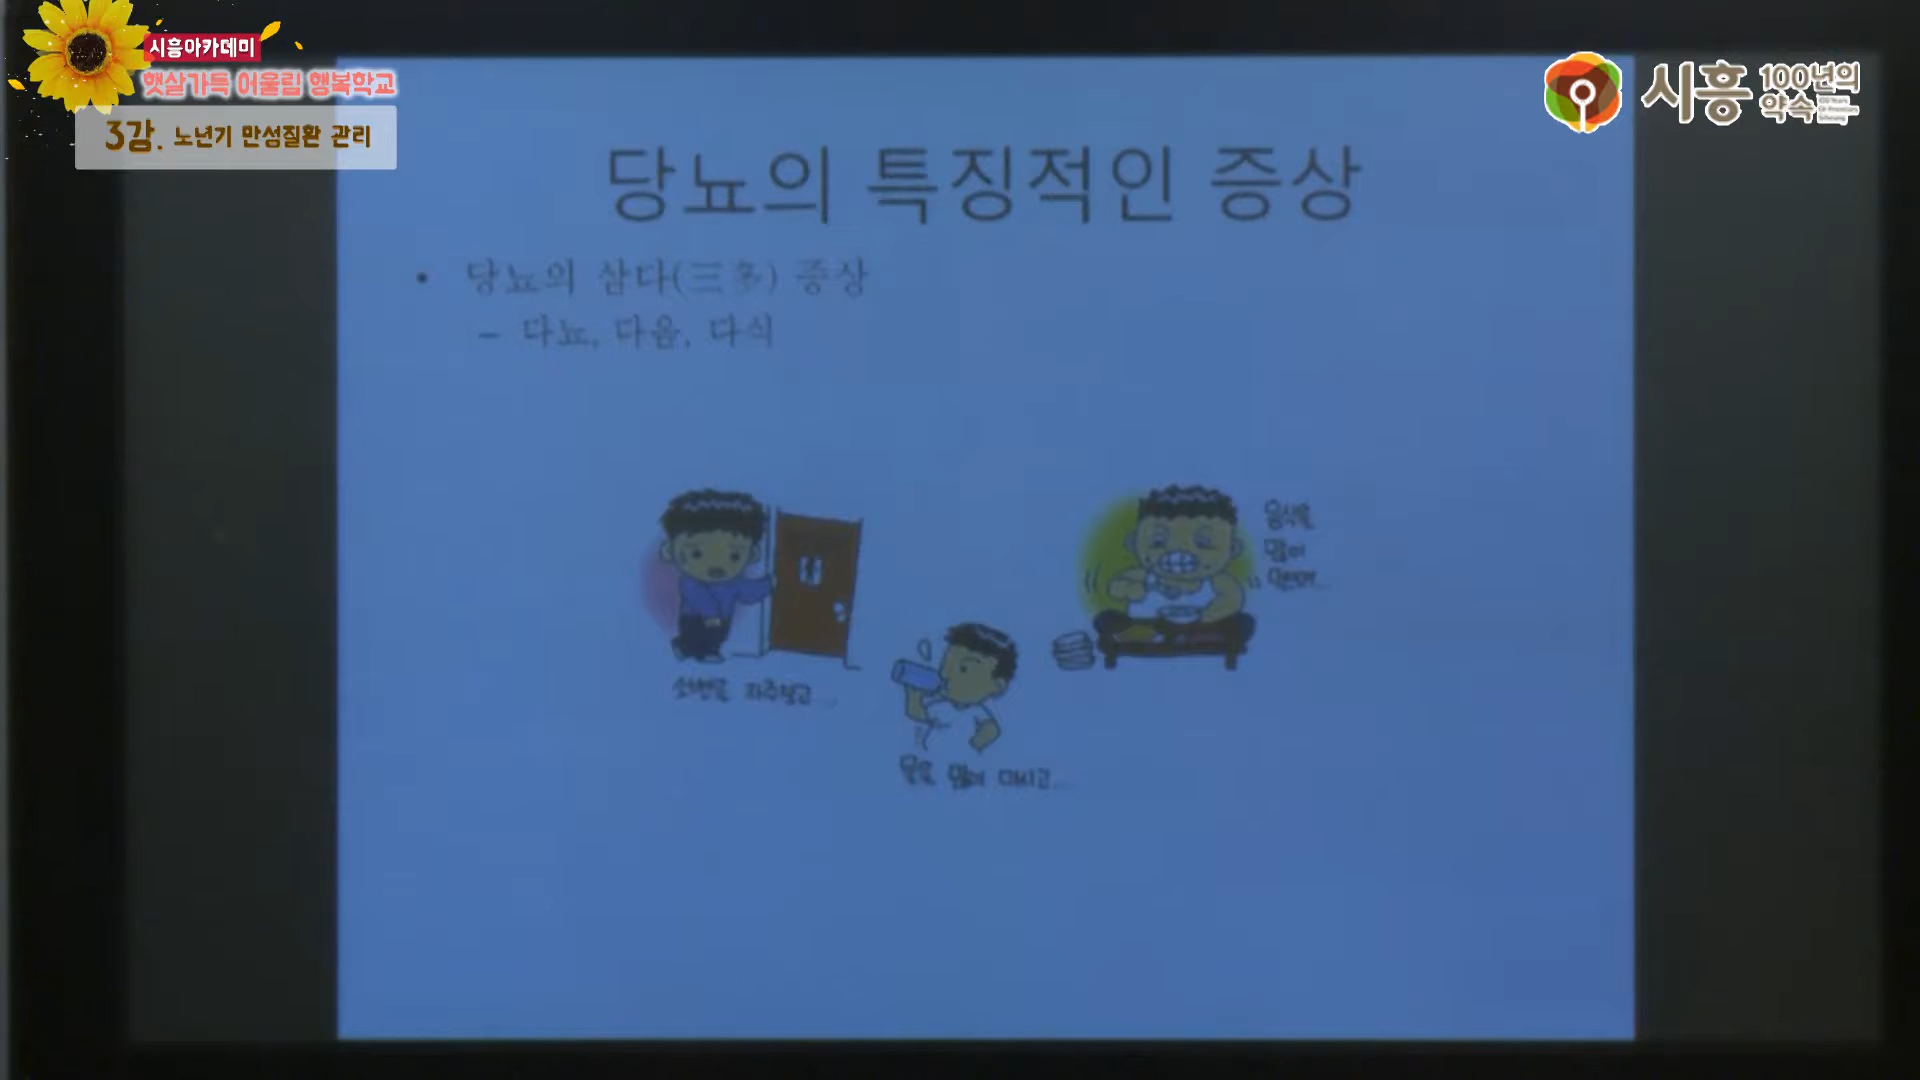 시흥아카데미
햇살가득 어울림 행복학교
3강. 노년기 만성질환 관리
시흥 100년의
약속
당뇨의 특징적인 증상
• 당뇨의 삼다(三多) 증상
– 다뇨, 다음, 다식
음식을
많이
소변을 자주보고...
물을 많이 마시고...